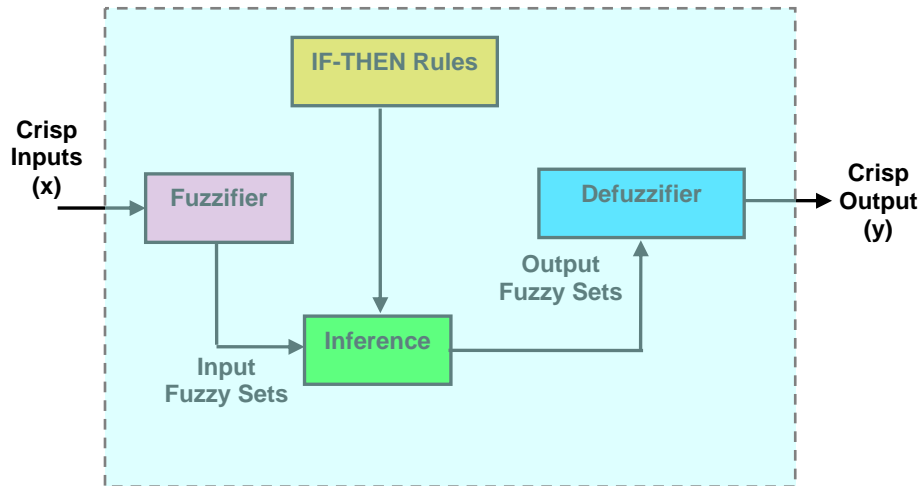 IF-THEN Rules
Crisp
Inputs
(x)
Fuzzifier
Defuzzifier
Crisp
Output
(y)
Output
Fuzzy Sets
Inference
Input
Fuzzy Sets